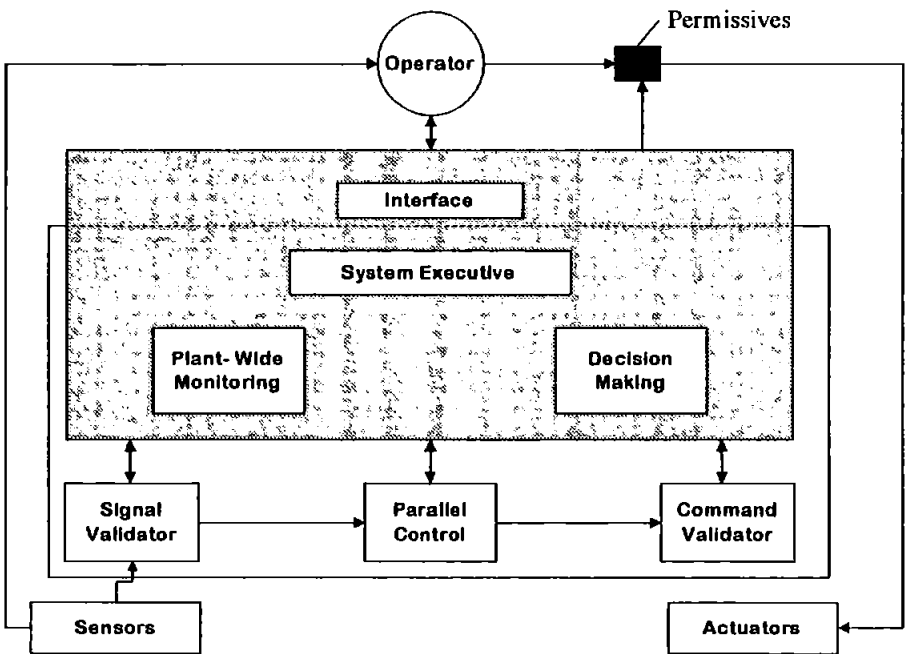 Permissives
Operator
Interface
System Executive
Plant- Wide
Monitoring
Decision
Making
Signal
Validator
Parallel
Control
Command
Validator
Sensors
Actuators